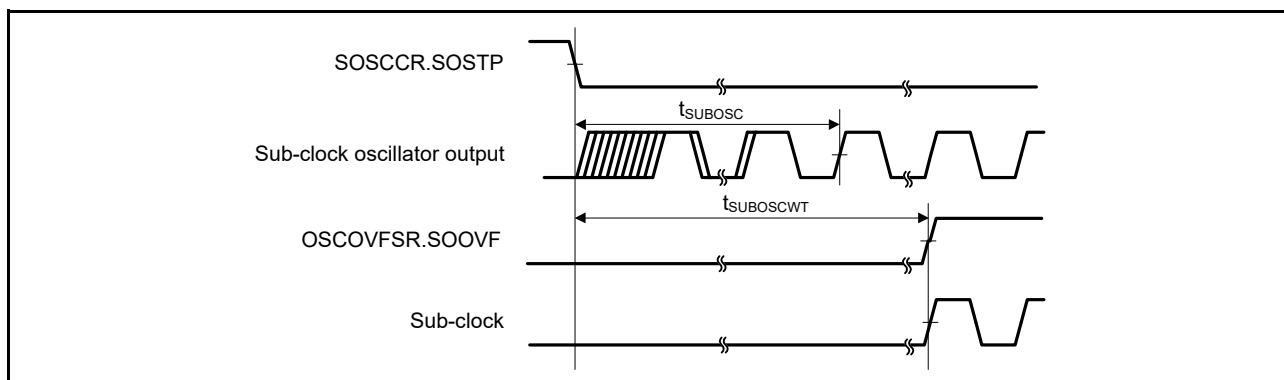 SOSCCR.SOSTP
tSUBOSC
Sub-clock oscillator output
tSUBOSCWT
OSCOVFSR.SOOVF
Sub-clock